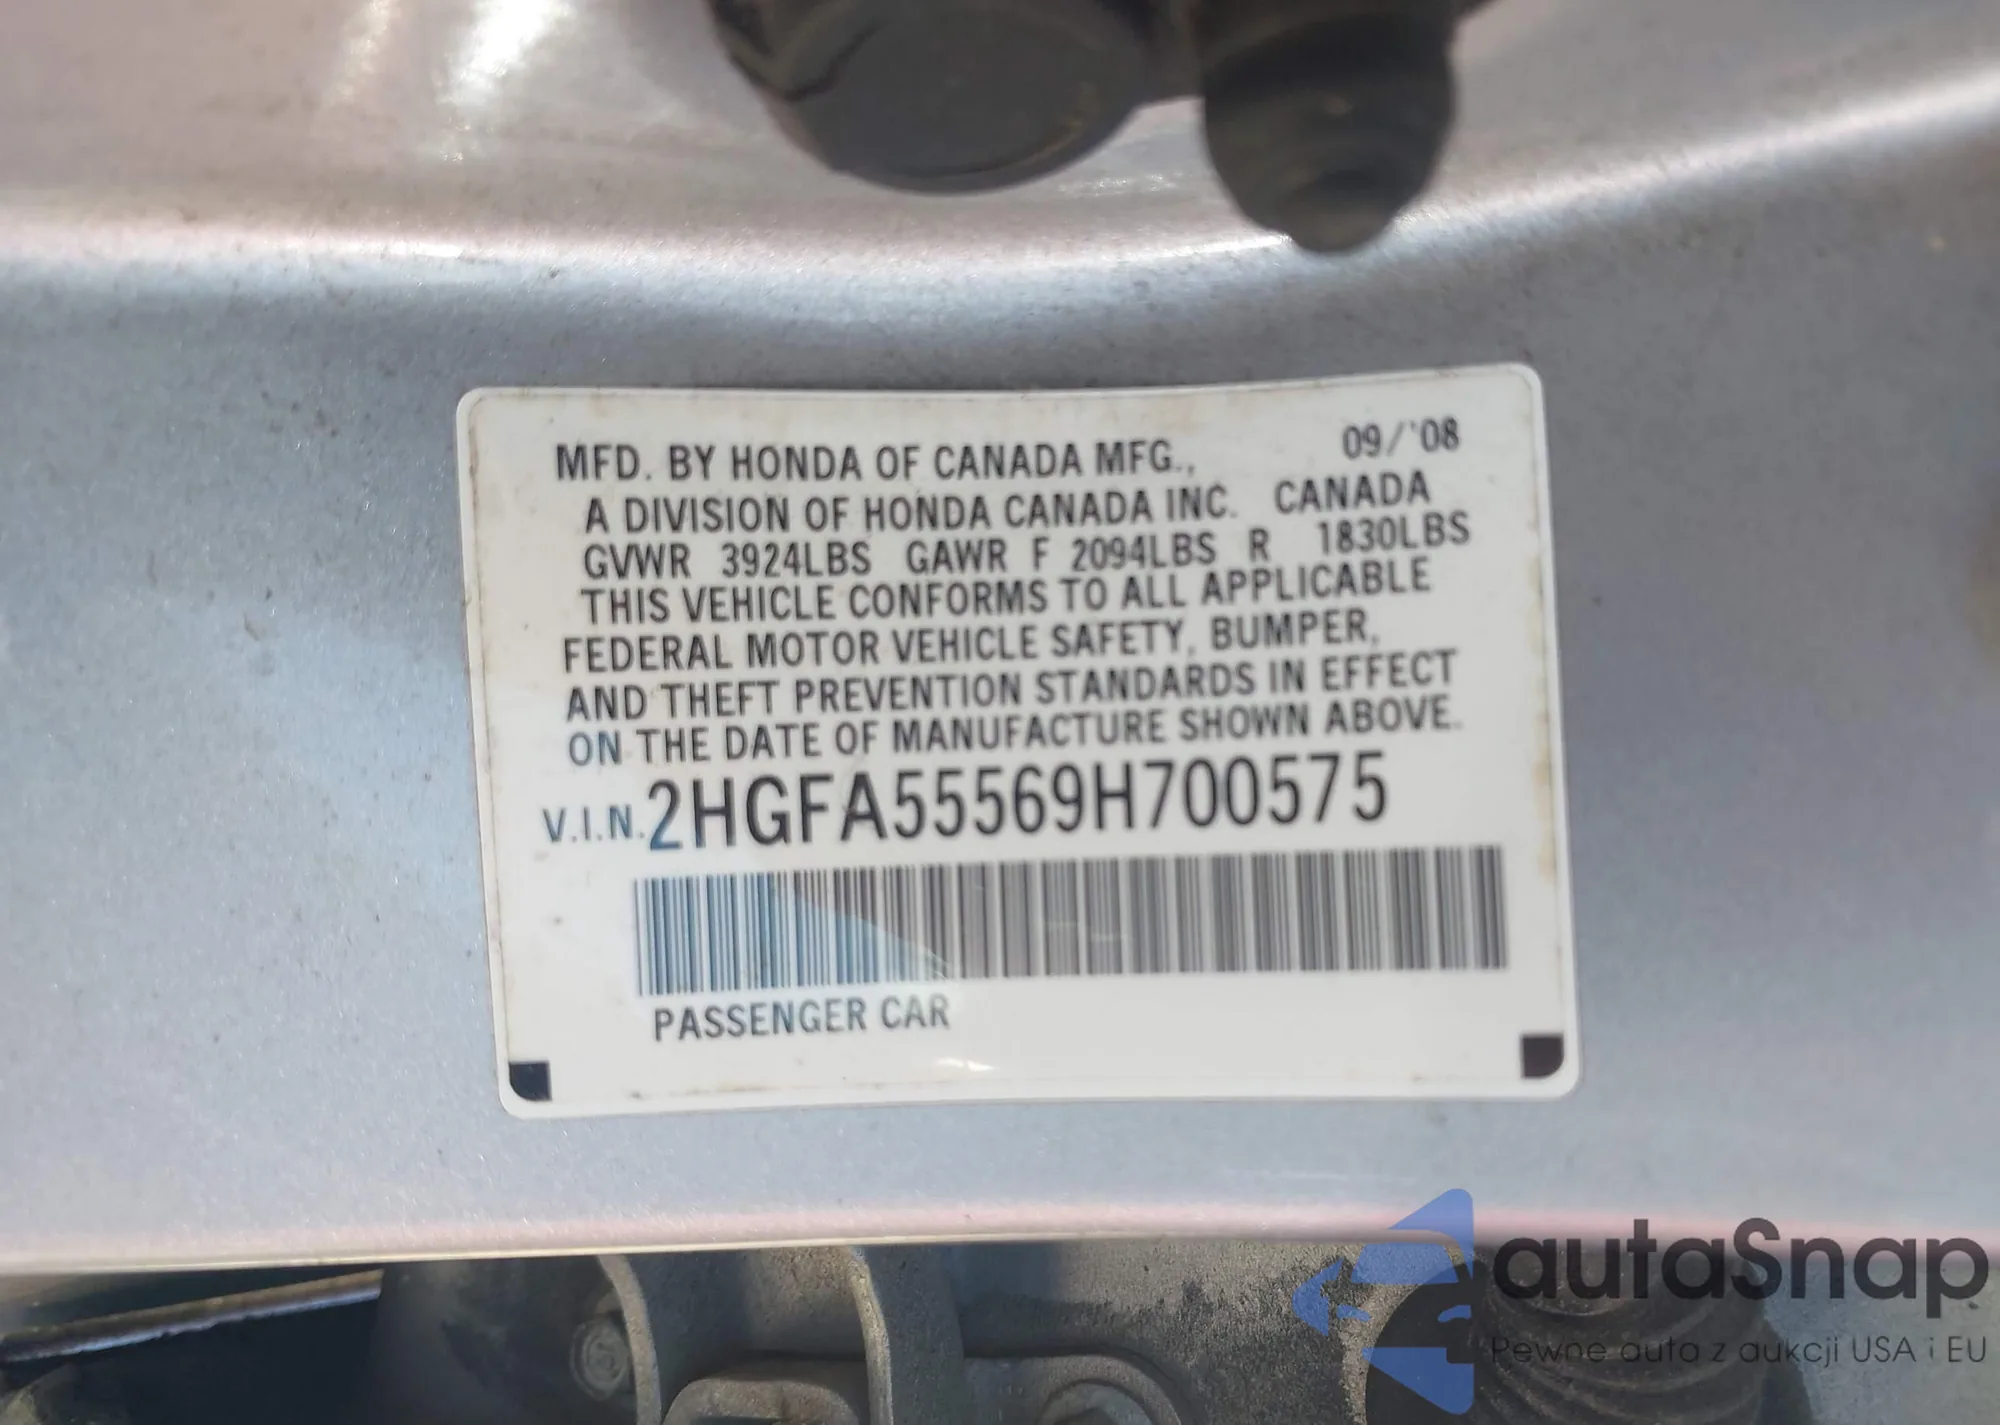 MFD. BY HONDA OF CANADA MFG., 09/'08
A DIVISION OF HONDA CANADA INC. CANADA
GVWR 3924LBS GAWR F 2094LBS R 1830LBS
THIS VEHICLE CONFORMS TO ALL APPLICABLE
FEDERAL MOTOR VEHICLE SAFETY, BUMPER,
AND THEFT PREVENTION STANDARDS IN EFFECT
ON THE DATE OF MANUFACTURE SHOWN ABOVE.
V.I.N. 2HGFA55569H700575
PASSENGER CAR
autaSnap
Pewne auta z aukcji USA i EU